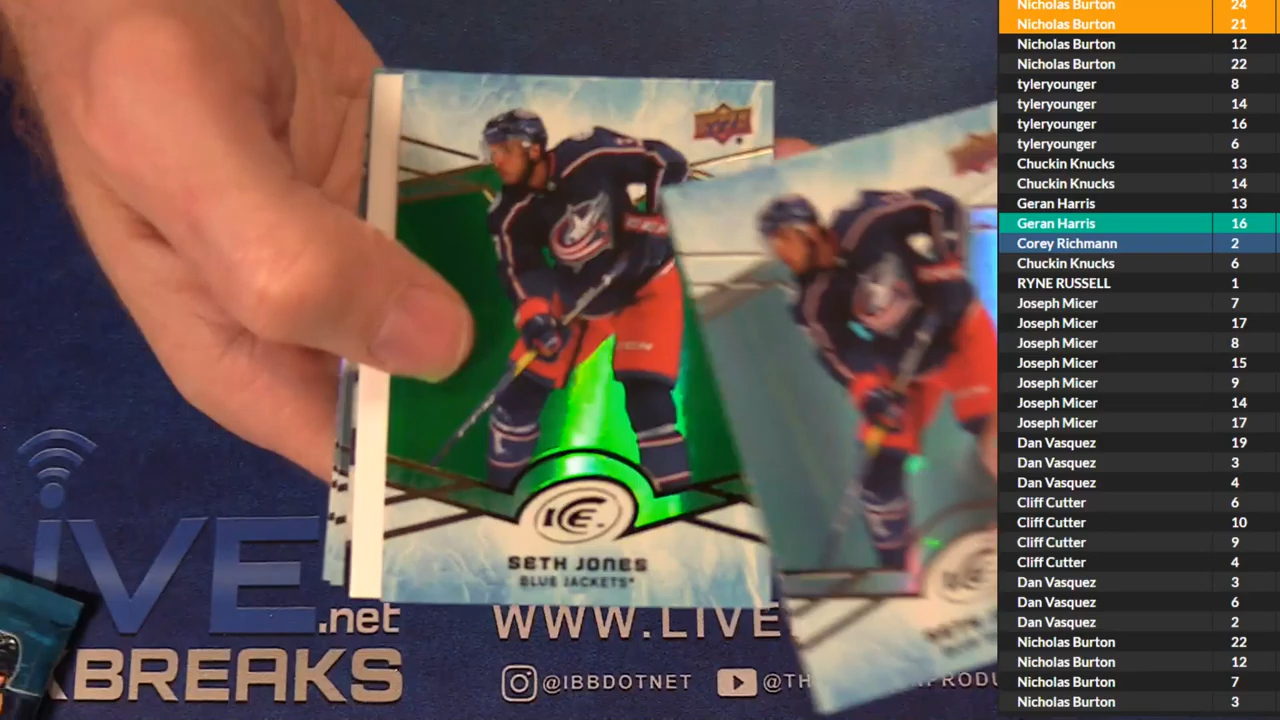 Nicholas Burton 24
Nicholas Burton 21
Nicholas Burton 12
Nicholas Burton 22
tyleryounger 8
tyleryounger 14
tyleryounger 16
tyleryounger 6
Chuckin Knucks 13
Chuckin Knucks 14
Geran Harris 13
Geran Harris 16
Corey Richmann 2
Chuckin Knucks 6
RYNE RUSSELL 1
Joseph Micer 7
Joseph Micer 17
Joseph Micer 8
Joseph Micer 15
Joseph Micer 9
Joseph Micer 14
Joseph Micer 17
Dan Vasquez 19
Dan Vasquez 3
Dan Vasquez 4
Cliff Cutter 6
Cliff Cutter 10
Cliff Cutter 9
Cliff Cutter 4
Dan Vasquez 3
Dan Vasquez 6
Dan Vasquez 2
Nicholas Burton 22
Nicholas Burton 12
Nicholas Burton 7
Nicholas Burton 3
ICE
SETH JONES
BLUE JACKETS
iVE.net
BREAKS
WWW.LIVE
@IBBDOTNET